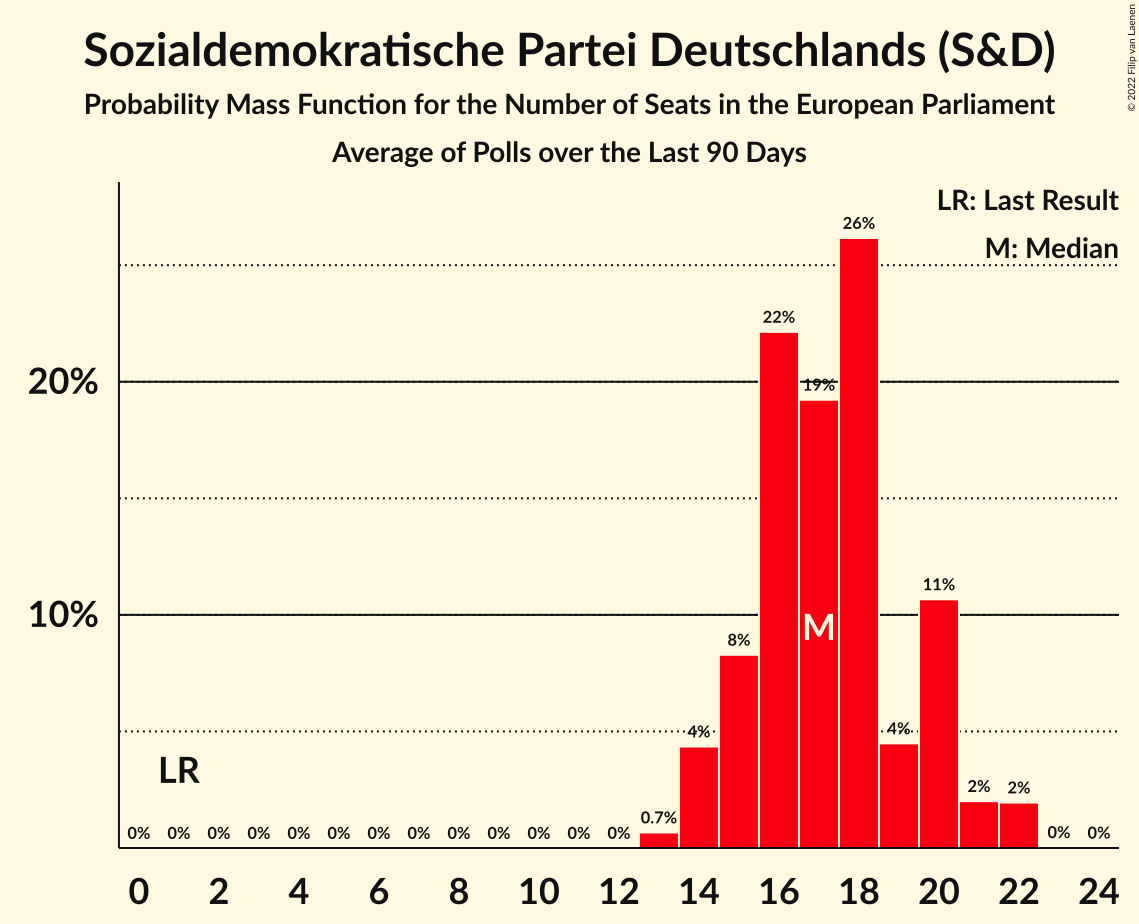 Sozialdemokratische Partei Deutschlands (S&D)
Probability Mass Function for the Number of Seats in the European Parliament
Average of Polls over the Last 90 Days
© 2022 Filip van Laenen
LR: Last Result
M: Median
26%
22%
20%
19%
11%
10%
M
8%
4%
4%
LR
2%
2%
0% 0% 0% 0% 0% 0% 0% 0% 0% 0% 0% 0% 0% 0.7% 0% 0%
0 2 4 6 8 10 12 14 16 18 20 22 24